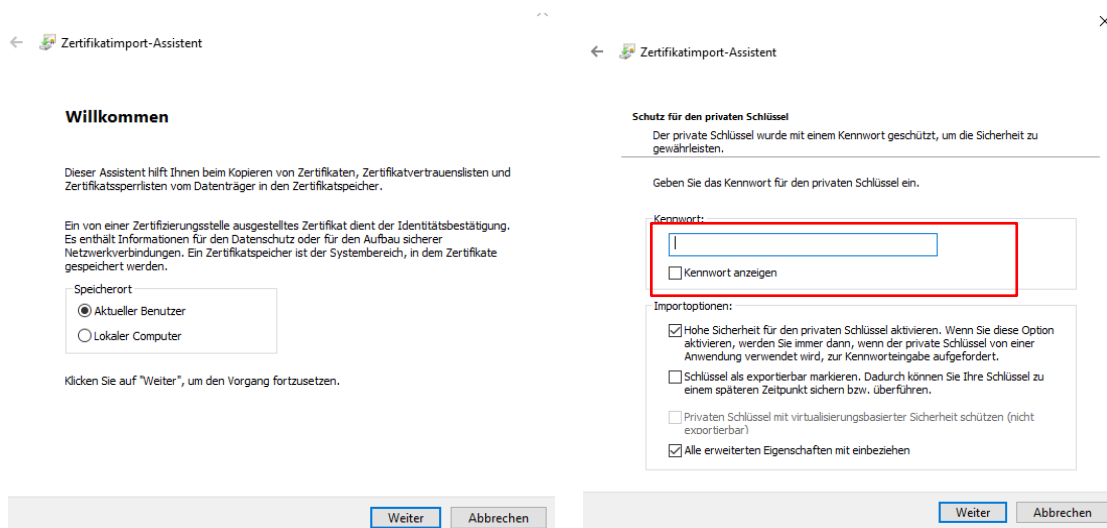 Zertifikatimport-Assistent
Willkommen
Dieser Assistent hilft Ihnen beim Kopieren von Zertifikaten, Zertifikatvertrauenslisten und
Zertifikatssperrlisten vom Datenträger in den Zertifikatspeicher.
Ein von einer Zertifizierungsstelle ausgestelltes Zertifikat dient der Identitätsbestätigung.
Es enthält Informationen für den Datenschutz oder für den Aufbau sicherer
Netzwerkverbindungen. Ein Zertifikatspeicher ist der Systembereich, in dem Zertifikate
gespeichert werden.
Speicherort
Aktueller Benutzer
Lokaler Computer
Klicken Sie auf "Weiter", um den Vorgang fortzusetzen.
Weiter
Abbrechen
Zertifikatimport-Assistent
Schutz für den privaten Schlüssel
Der private Schlüssel wurde mit einem Kennwort geschützt, um die Sicherheit zu
gewährleisten.
Geben Sie das Kennwort für den privaten Schlüssel ein.
Kennwort:
Kennwort anzeigen
Importoptionen:
Hohe Sicherheit für den privaten Schlüssel aktivieren. Wenn Sie diese Option
aktivieren, werden Sie immer dann, wenn der private Schlüssel von einer
Anwendung verwendet wird, zur Kennworteingabe aufgefordert.
Schlüssel als exportierbar markieren. Dadurch können Sie Ihre Schlüssel zu
einem späteren Zeitpunkt sichern bzw. überführen.
Privaten Schlüssel mit virtualisierungsbasierter Sicherheit schützen (nicht
exportierbar)
Alle erweiterten Eigenschaften mit einbeziehen
Weiter
Abbrechen